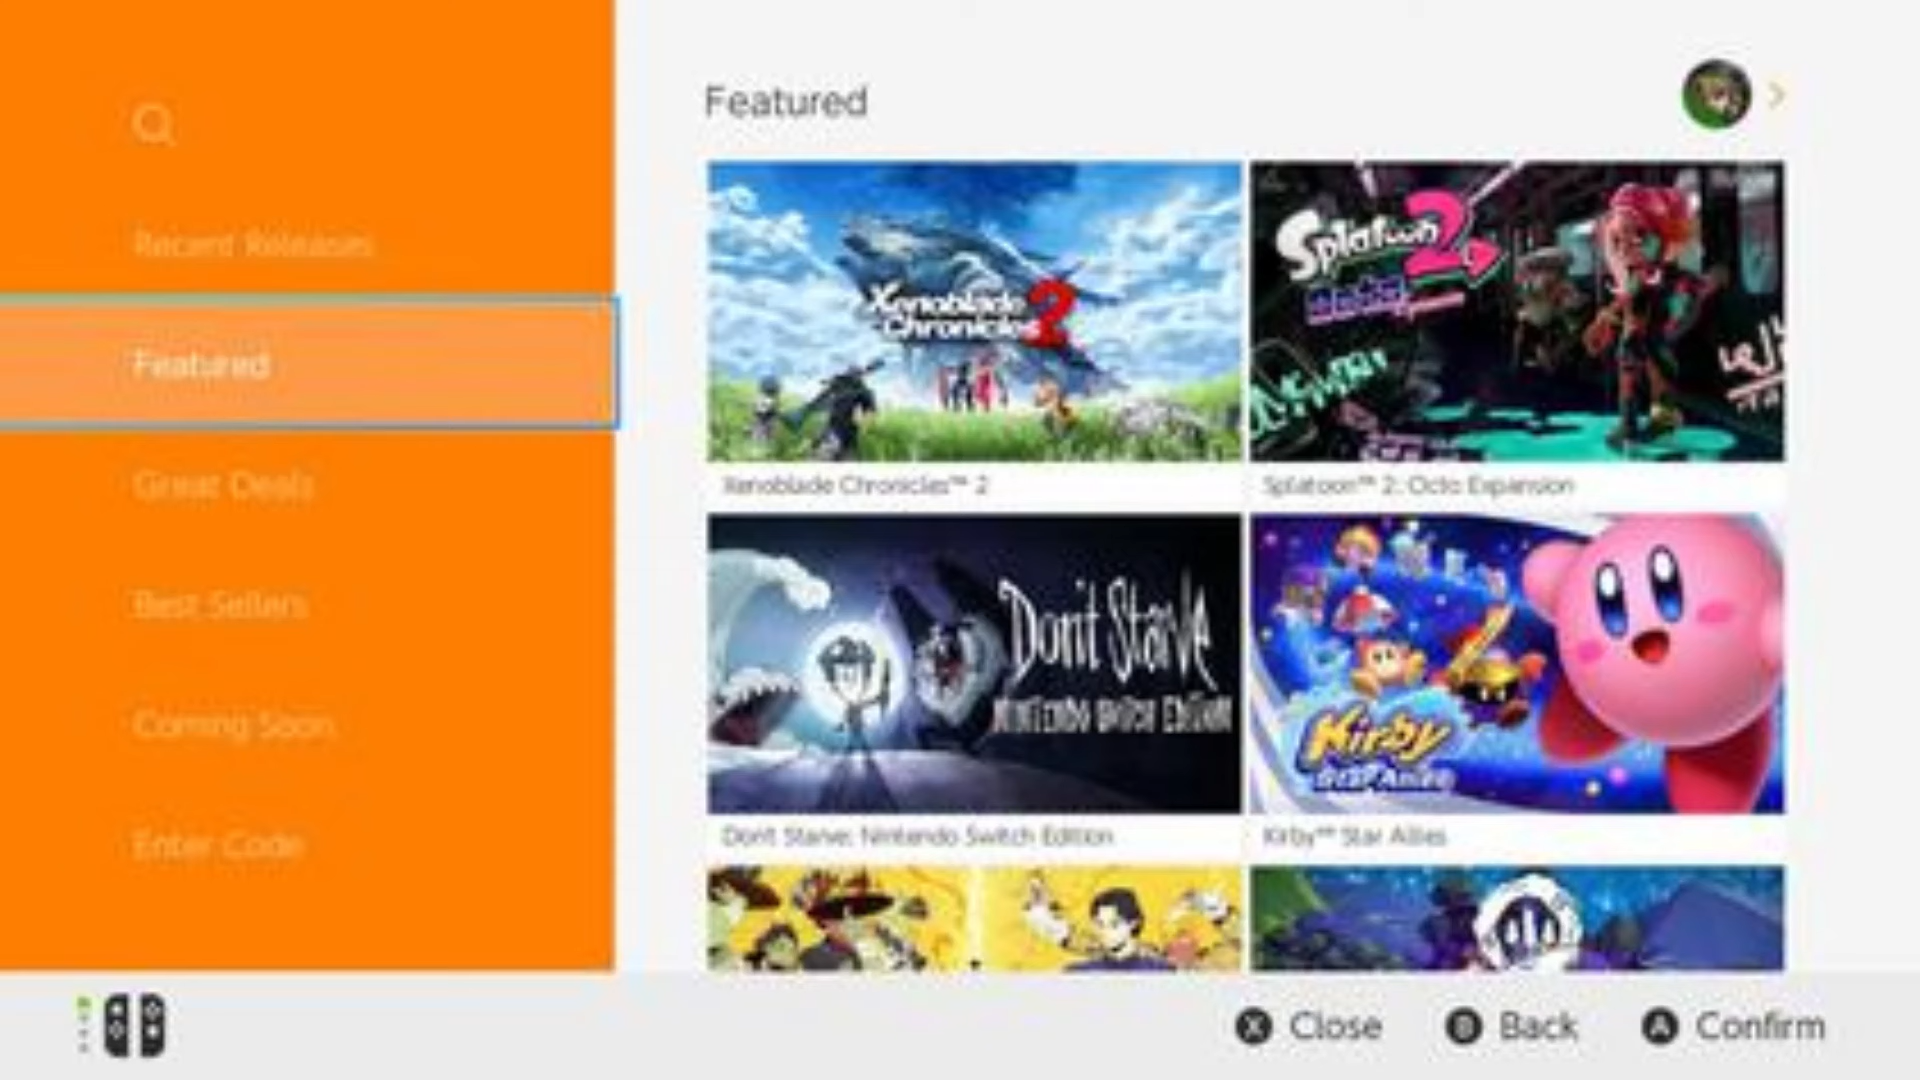 Recent Releases
Featured
Great Deals
Best Sellers
Coming Soon
Enter Code
Featured
Xenoblade
Chronicles 2
Xenoblade Chronicles™ 2
Splatoon 2
Splatoon™ 2: Octo Expansion
Don't Starve
NINTENDO SWITCH EDITION
Don't Starve: Nintendo Switch Edition
Kirby
Star Allies
Kirby™ Star Allies
X Close
B Back
A Confirm